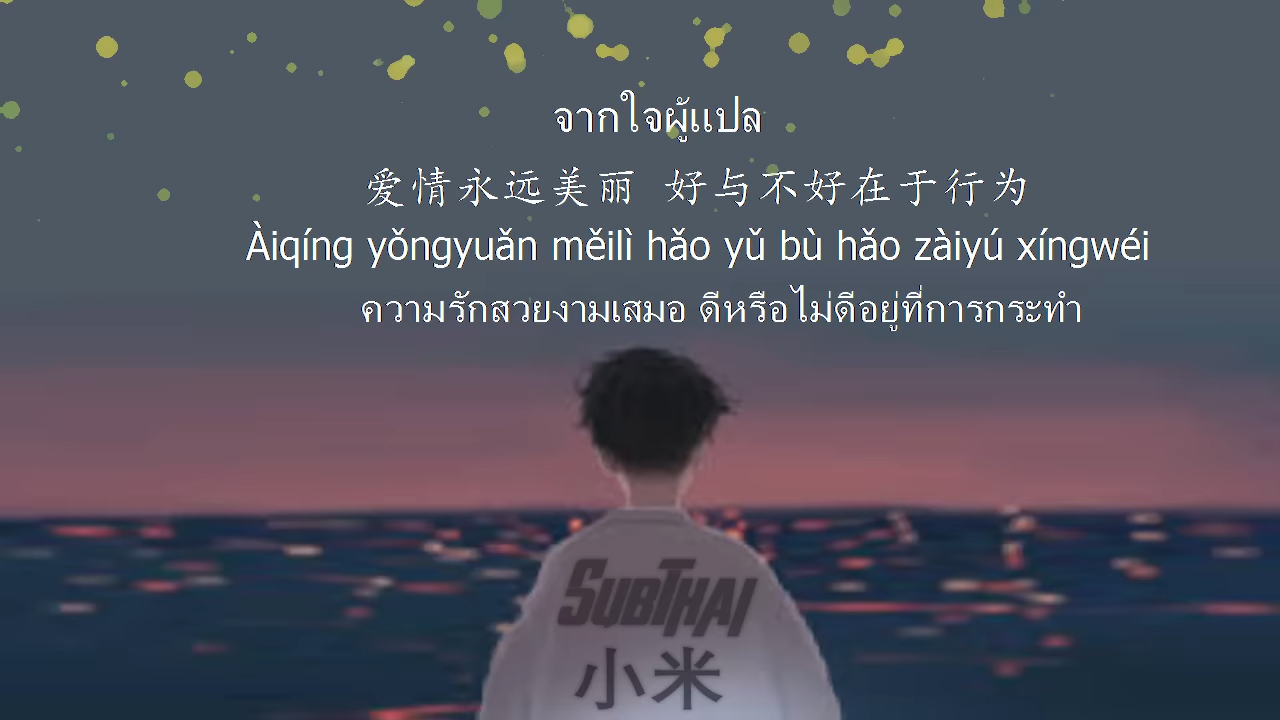 จากใจผู้แปล
爱情永远美丽 好与不好在于行为
Àiqíng yǒngyuǎn měilì hǎo yǔ bù hǎo zàiyú xíngwéi
ความรักสวยงามเสมอ ดีหรือไม่ดีอยู่ที่การกระทำ
SUBTHAI
小米